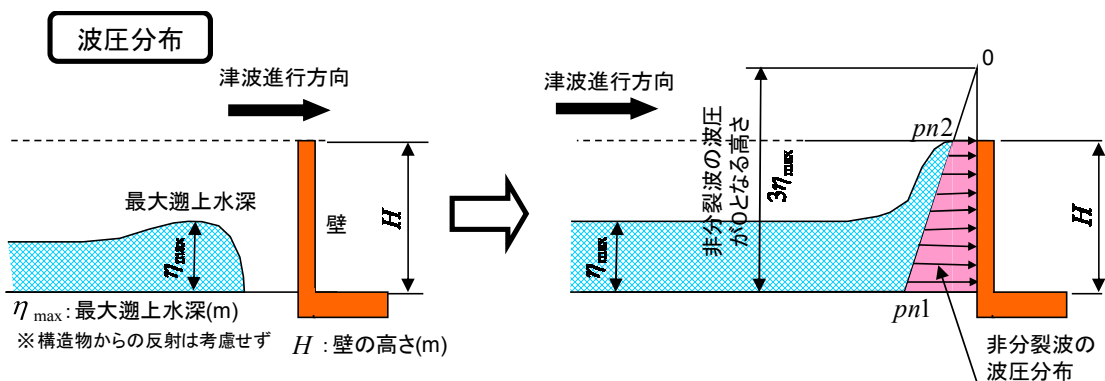 波圧分布
津波進行方向
最大遡上水深
壁
H
η max
η max：最大遡上水深(m)
※構造物からの反射は考慮せず
H：壁の高さ(m)
津波進行方向
0
pn2
非分裂波の波圧
が0となる高さ
3η max
η max
H
pn1
非分裂波の
波圧分布